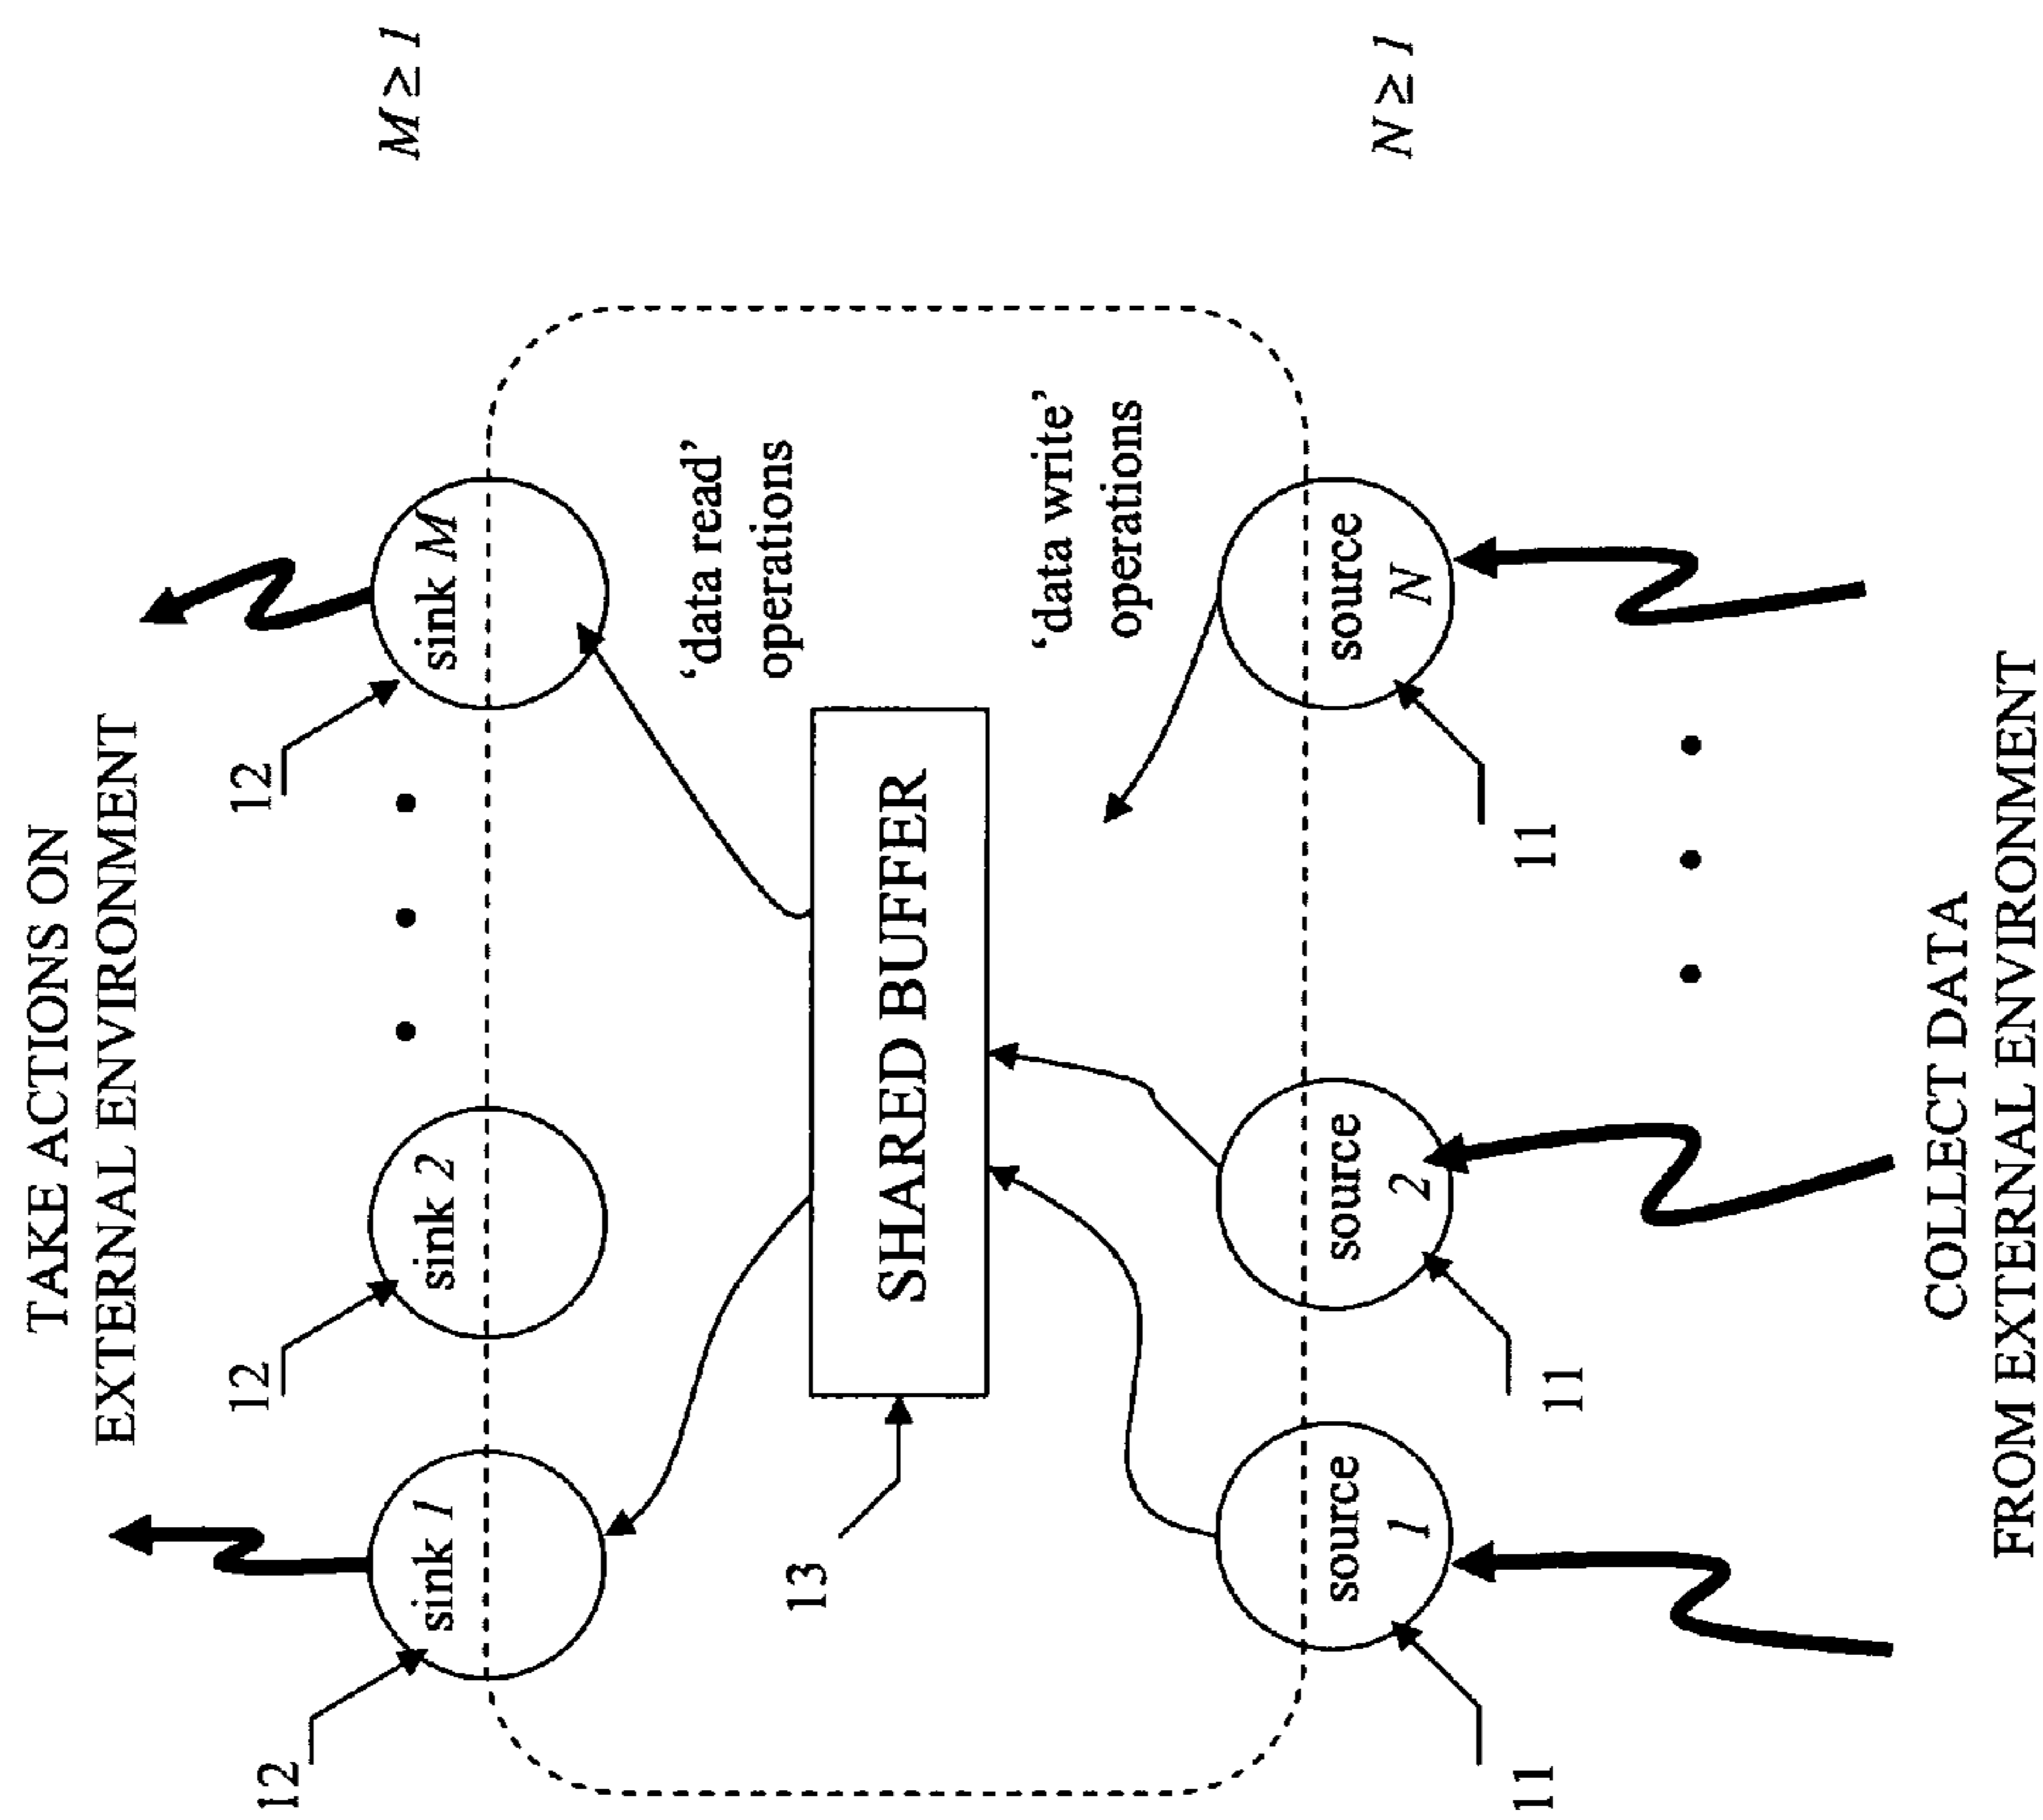 TAKE ACTIONS ON
EXTERNAL ENVIRONMENT
12
12
12
M ≥ 1
sink 1
sink 2
sink M
'data read'
operations
13
SHARED BUFFER
'data write'
operations
source
1
source
2
source
N
N ≥ 1
11
11
11
COLLECT DATA
FROM EXTERNAL ENVIRONMENT